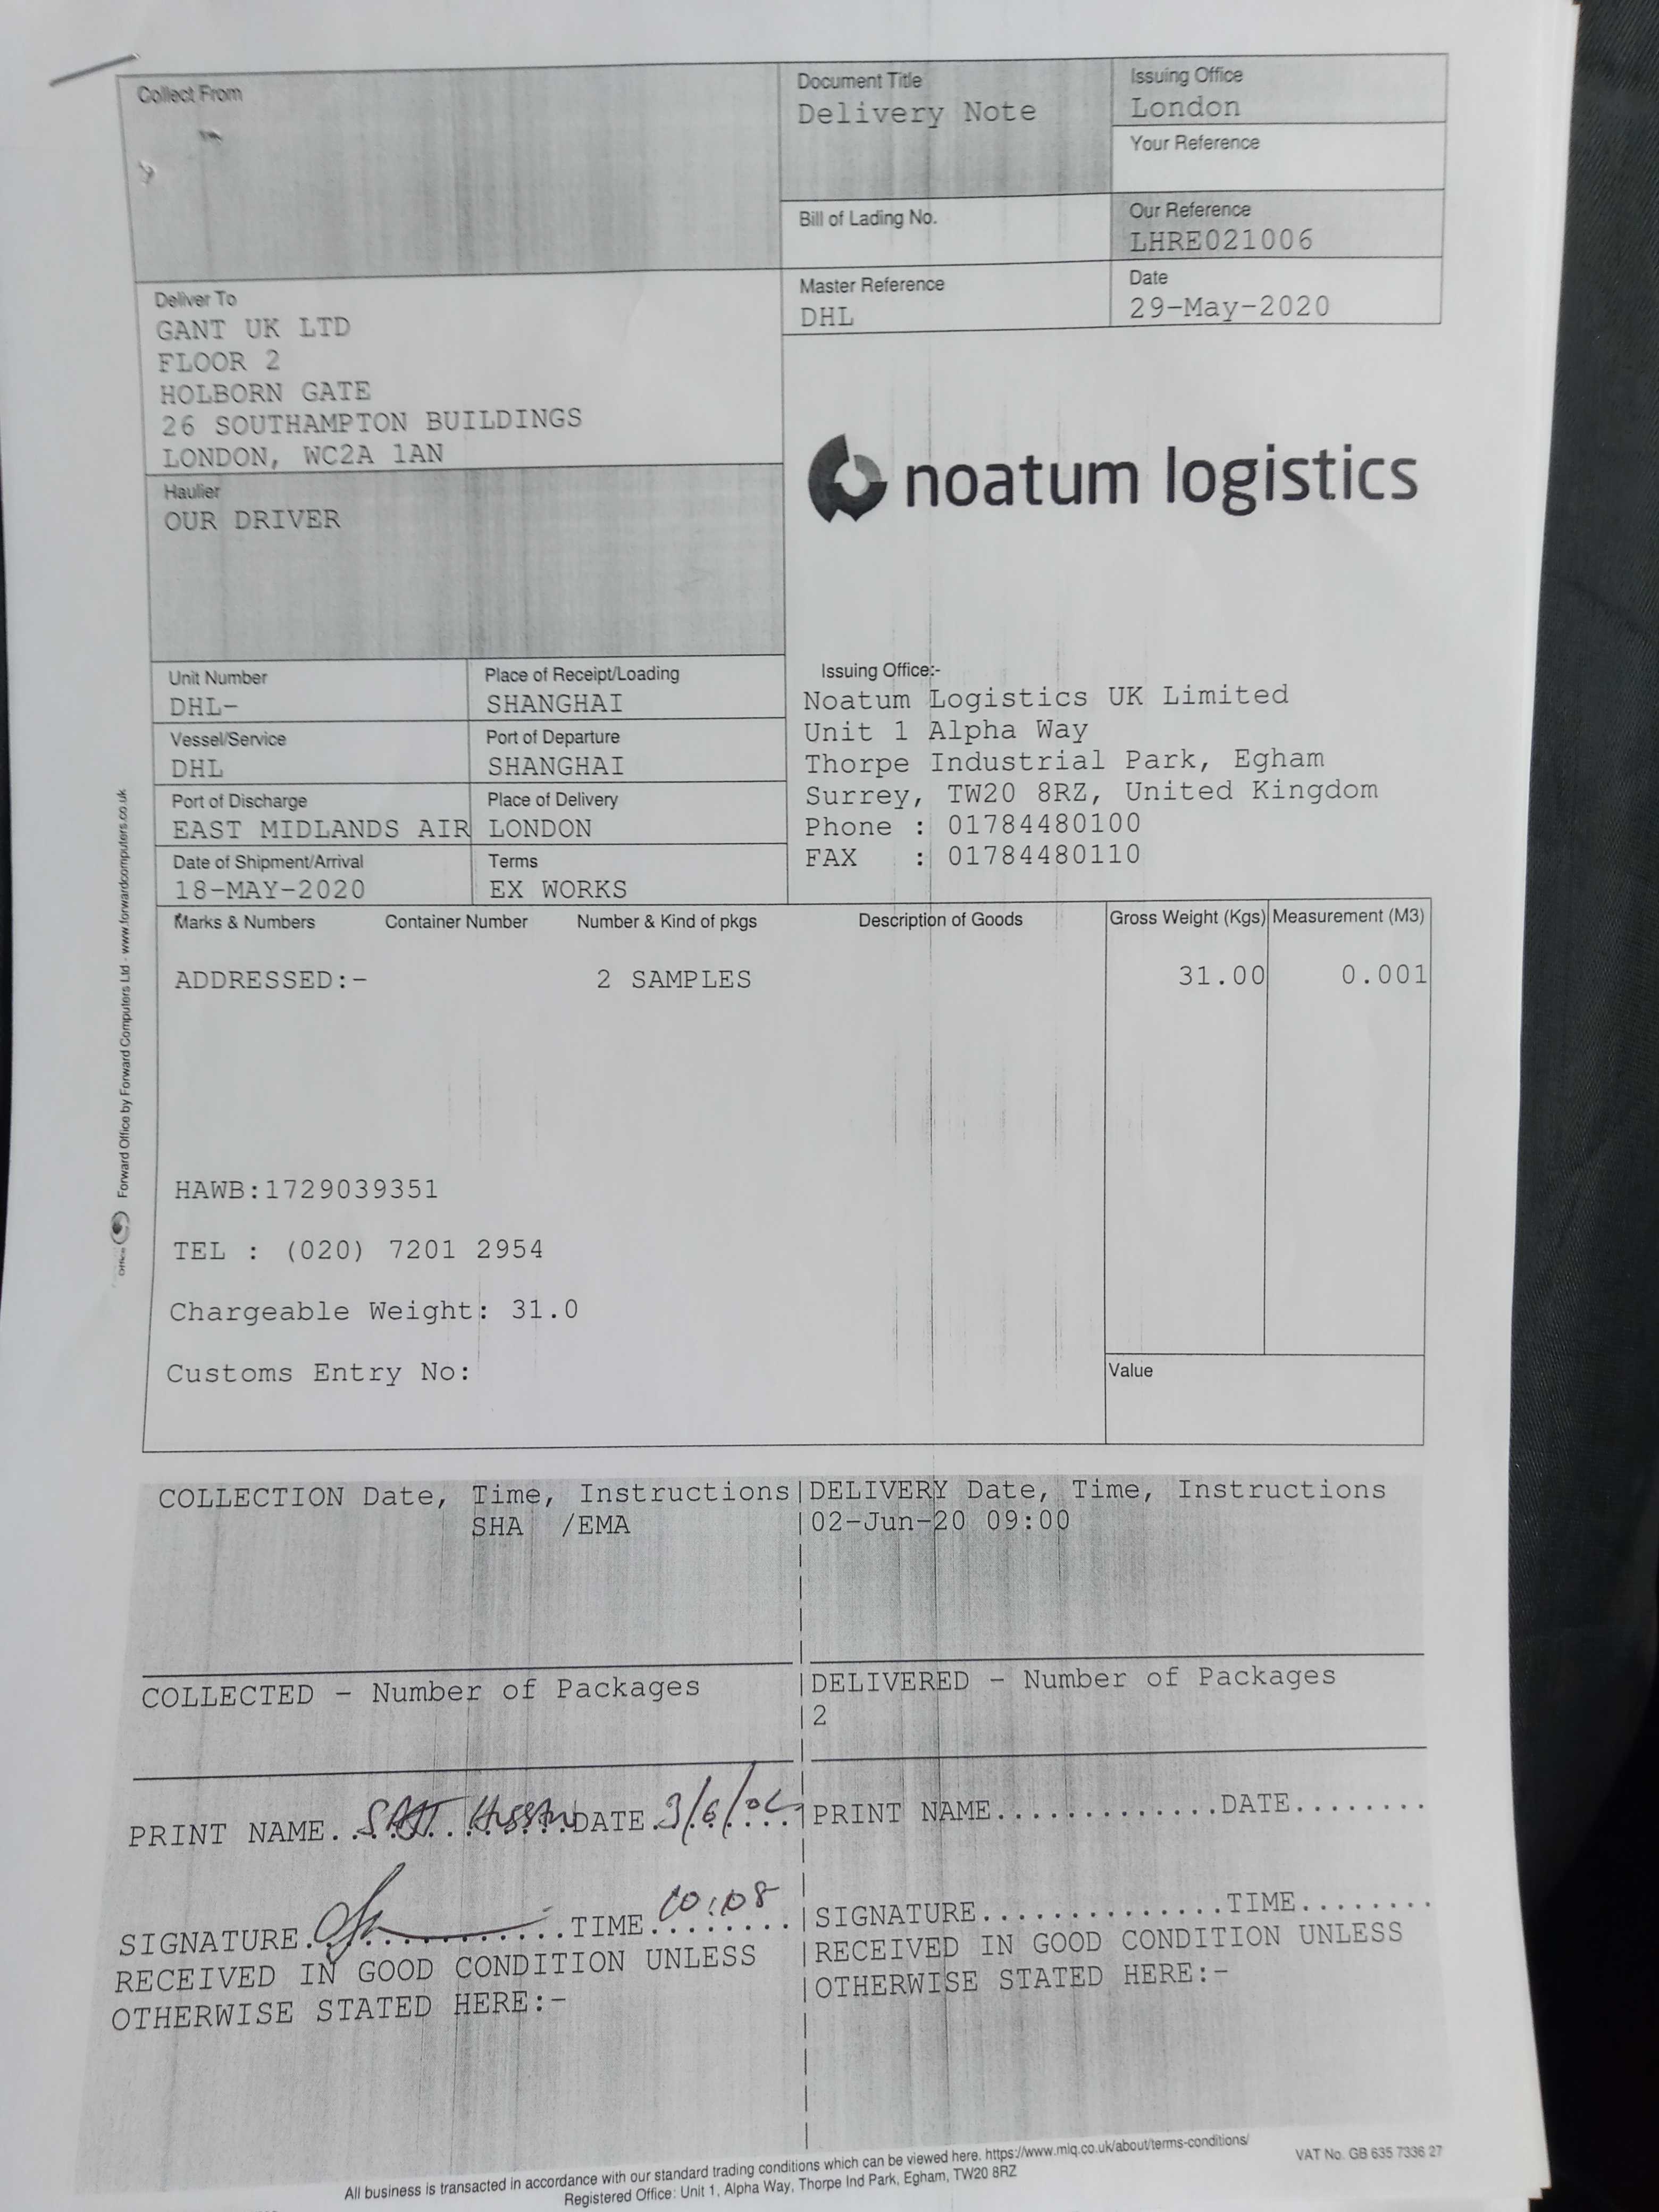 Collect From
Document Title
Delivery Note
Issuing Office
London
Your Reference
Bill of Lading No.
Our Reference
LHRE021006
Master Reference
DHL
Date
29-May-2020
Deliver To
GANT UK LTD
FLOOR 2
HOLBORN GATE
26 SOUTHAMPTON BUILDINGS
LONDON, WC2A 1AN
noatum logistics
Haulier
OUR DRIVER
Unit Number
DHL-
Place of Receipt/Loading
SHANGHAI
Vessel/Service
DHL
Port of Departure
SHANGHAI
Port of Discharge
EAST MIDLANDS AIR
Place of Delivery
LONDON
Date of Shipment/Arrival
18-MAY-2020
Terms
EX WORKS
Issuing Office:-
Noatum Logistics UK Limited
Unit 1 Alpha Way
Thorpe Industrial Park, Egham
Surrey, TW20 8RZ, United Kingdom
Phone : 01784480100
FAX : 01784480110
Marks & Numbers Container Number Number & Kind of pkgs Description of Goods Gross Weight (Kgs) Measurement (M3)
ADDRESSED:- 2 SAMPLES 31.00 0.001
HAWB:1729039351
TEL : (020) 7201 2954
Chargeable Weight: 31.0
Customs Entry No:
Value
Forward Office by Forward Computers Ltd - www.forwardcomputers.co.uk
COLLECTION Date, Time, Instructions
SHA /EMA
DELIVERY Date, Time, Instructions
02-Jun-20 09:00
COLLECTED - Number of Packages
DELIVERED - Number of Packages
2
PRINT NAME DATE
SIGNATURE TIME 10:08
RECEIVED IN GOOD CONDITION UNLESS
OTHERWISE STATED HERE:-
PRINT NAME.............DATE........
SIGNATURE..............TIME........
RECEIVED IN GOOD CONDITION UNLESS
OTHERWISE STATED HERE:-
All business is transacted in accordance with our standard trading conditions which can be viewed here. https://www.mlq.co.uk/about/terms-conditions/
Registered Office: Unit 1, Alpha Way, Thorpe Ind Park, Egham, TW20 8RZ
VAT No. GB 635 7336 27